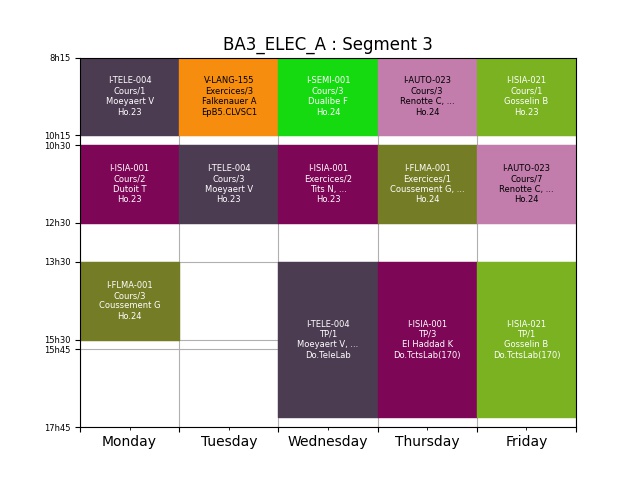 BA3_ELEC_A : Segment 3
8h15
I-TELE-004
Cours/1
Moeyaert V
Ho.23
V-LANG-155
Exercices/3
Falkenauer A
EpB5.CLVSC1
I-SEMI-001
Cours/3
Dualibe F
Ho.24
I-AUTO-023
Cours/3
Renotte C, ...
Ho.24
I-ISIA-021
Cours/1
Gosselin B
Ho.23
10h15
10h30
I-ISIA-001
Cours/2
Dutoit T
Ho.23
I-TELE-004
Cours/3
Moeyaert V
Ho.23
I-ISIA-001
Exercices/2
Tits N, ...
Ho.23
I-FLMA-001
Exercices/1
Coussement G, ...
Ho.24
I-AUTO-023
Cours/7
Renotte C, ...
Ho.24
12h30
13h30
I-FLMA-001
Cours/3
Coussement G
Ho.24
I-TELE-004
TP/1
Moeyaert V, ...
Do.TeleLab
I-ISIA-001
TP/3
El Haddad K
Do.TctsLab(170)
I-ISIA-021
TP/1
Gosselin B
Do.TctsLab(170)
15h30
15h45
17h45
Monday
Tuesday
Wednesday
Thursday
Friday